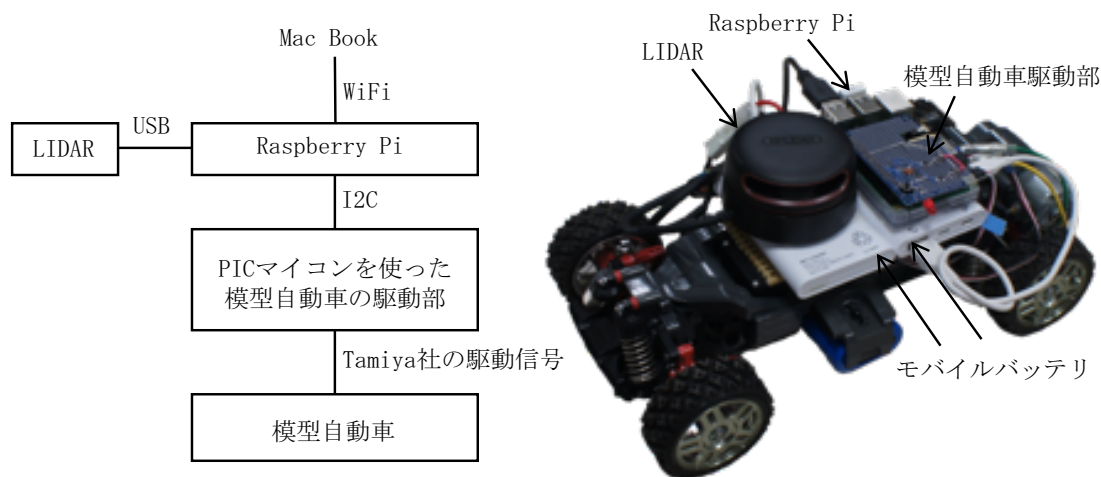 Mac Book
WiFi
USB
LIDAR
Raspberry Pi
I2C
PICマイコンを使った
模型自動車の駆動部
Tamiya社の駆動信号
模型自動車
Raspberry Pi
LIDAR
模型自動車駆動部
モバイルバッテリ